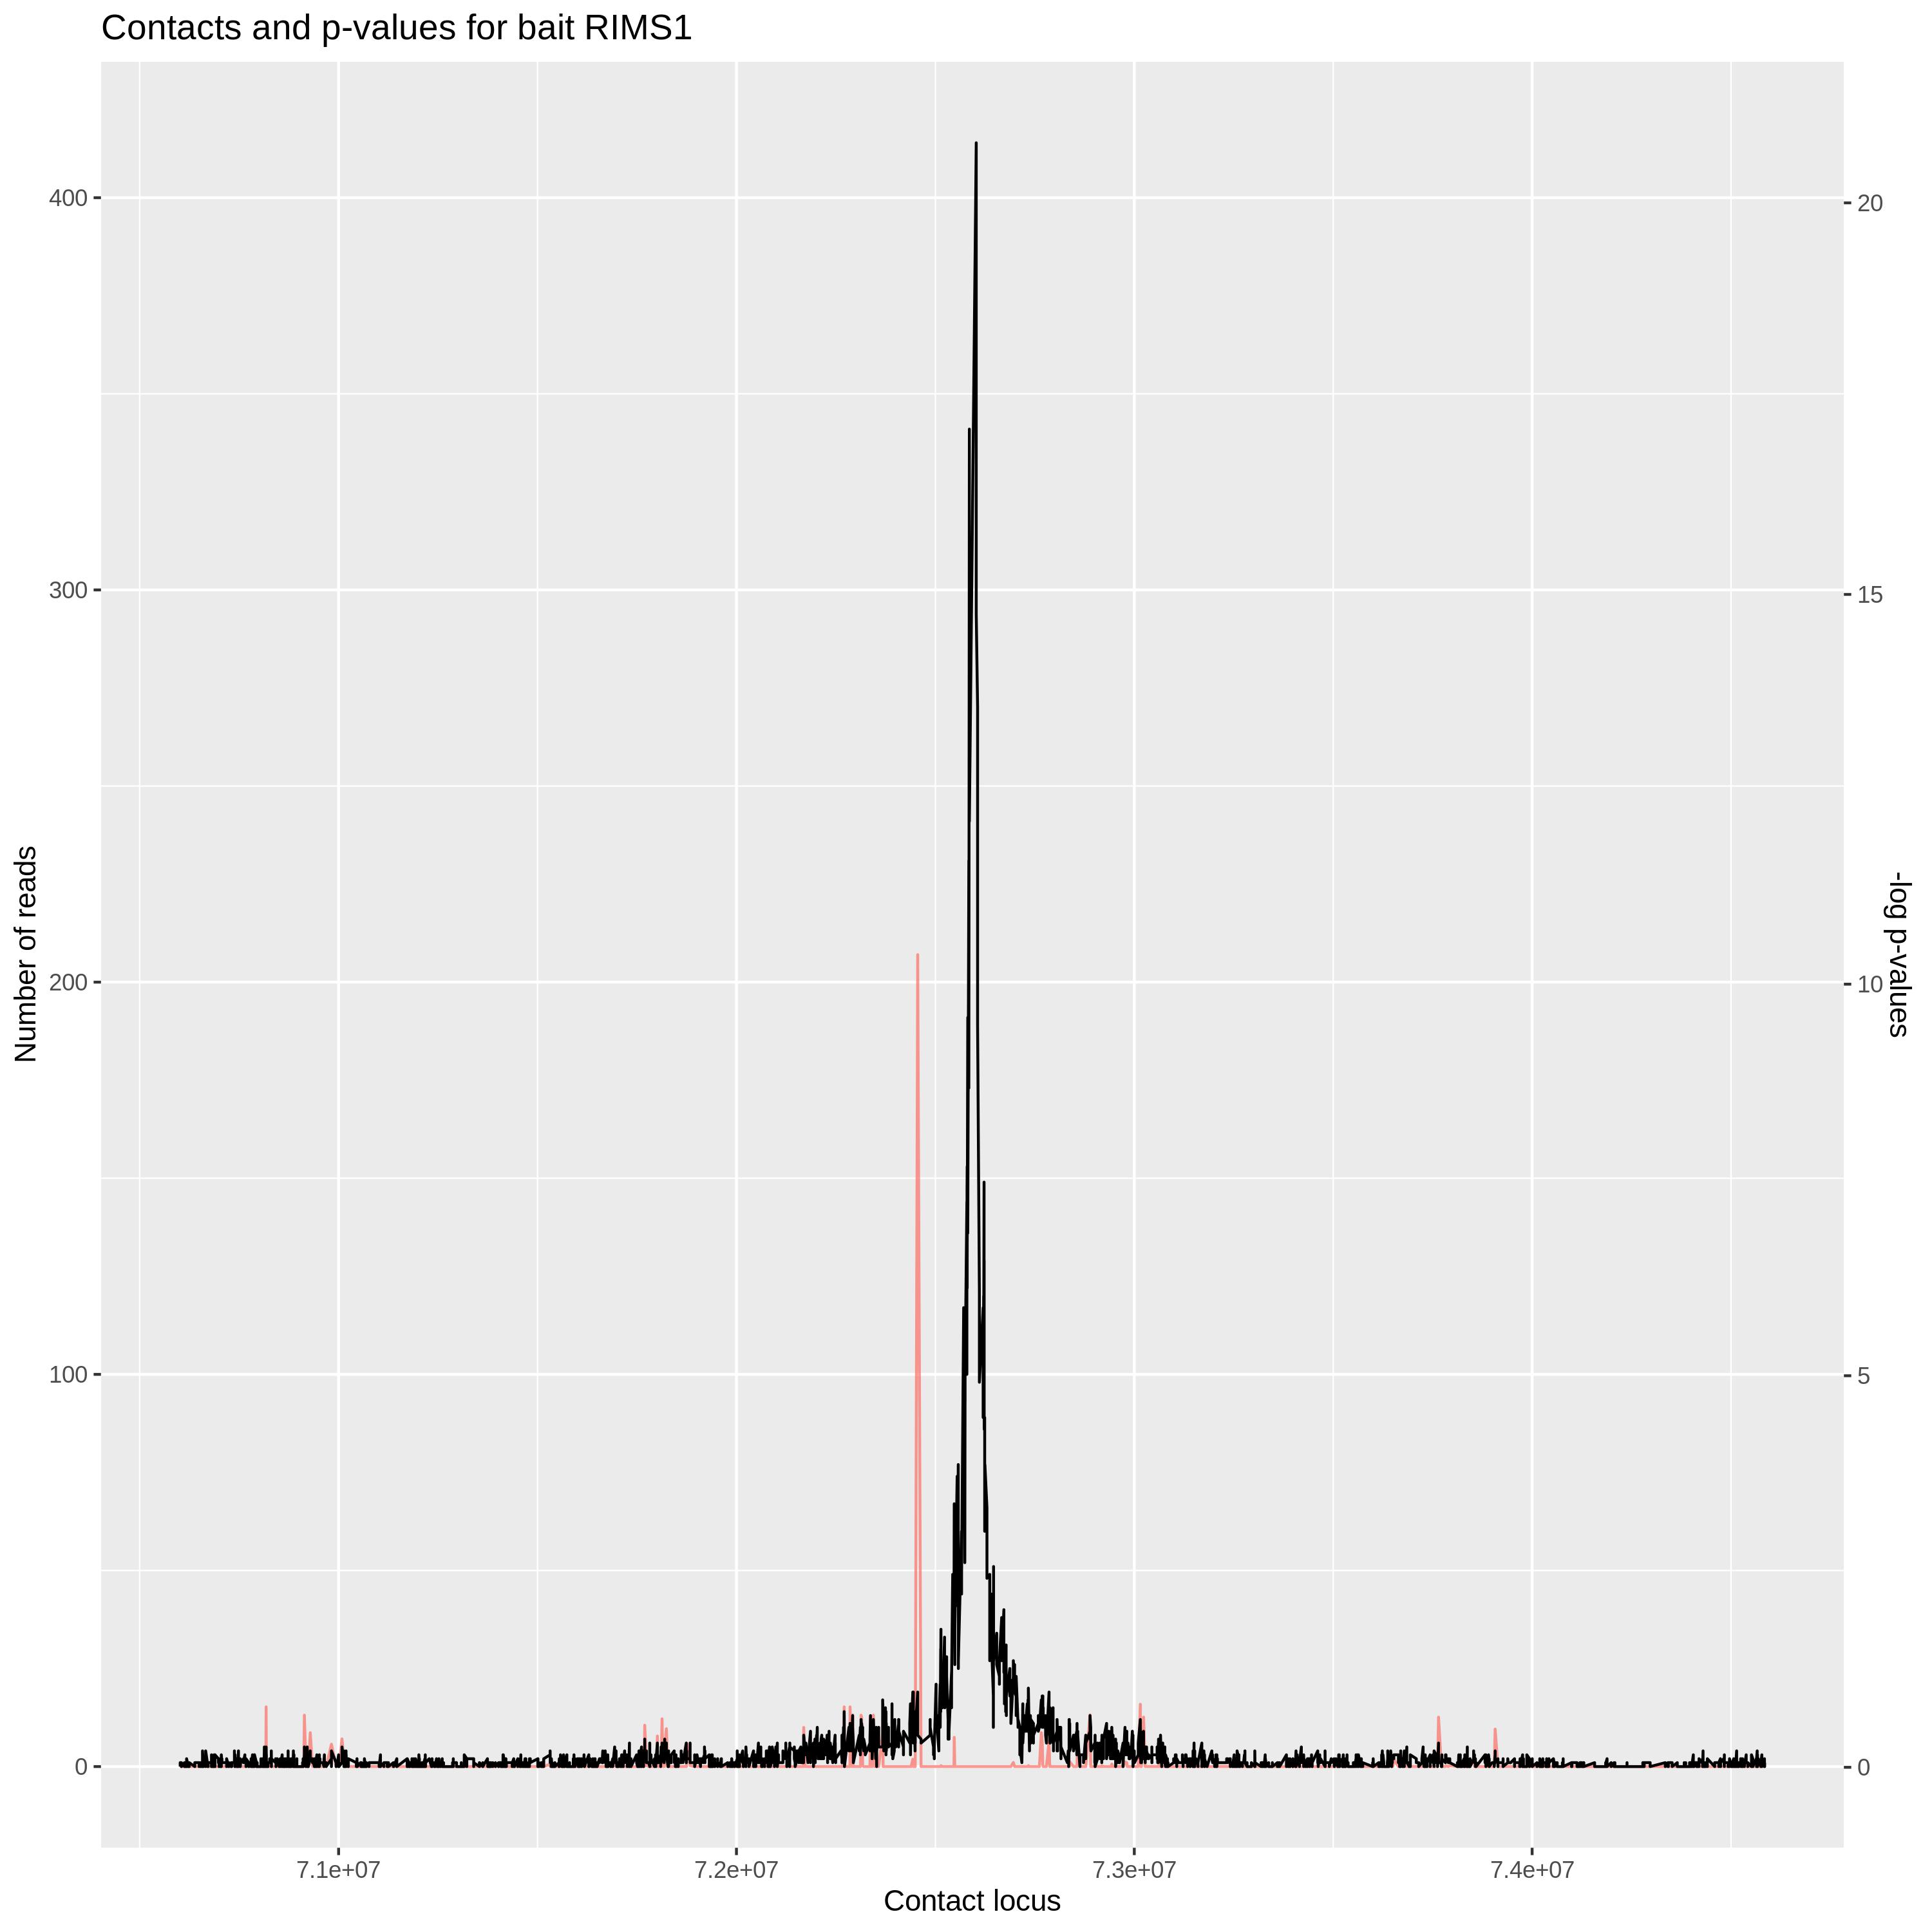 Contacts and p-values for bait RIMS1
400
300
200
100
0
Number of reads
20
15
10
5
0
-log p-values
7.1e+07 7.2e+07 7.3e+07 7.4e+07
Contact locus